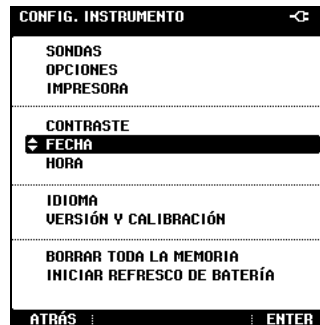 CONFIG. INSTRUMENTO
SONDAS
OPCIONES
IMPRESORA
CONTRASTE
FECHA
HORA
IDIOMA
VERSIÓN Y CALIBRACIÓN
BORRAR TODA LA MEMORIA
INICIAR REFRESCO DE BATERÍA
ATRÁS ENTER